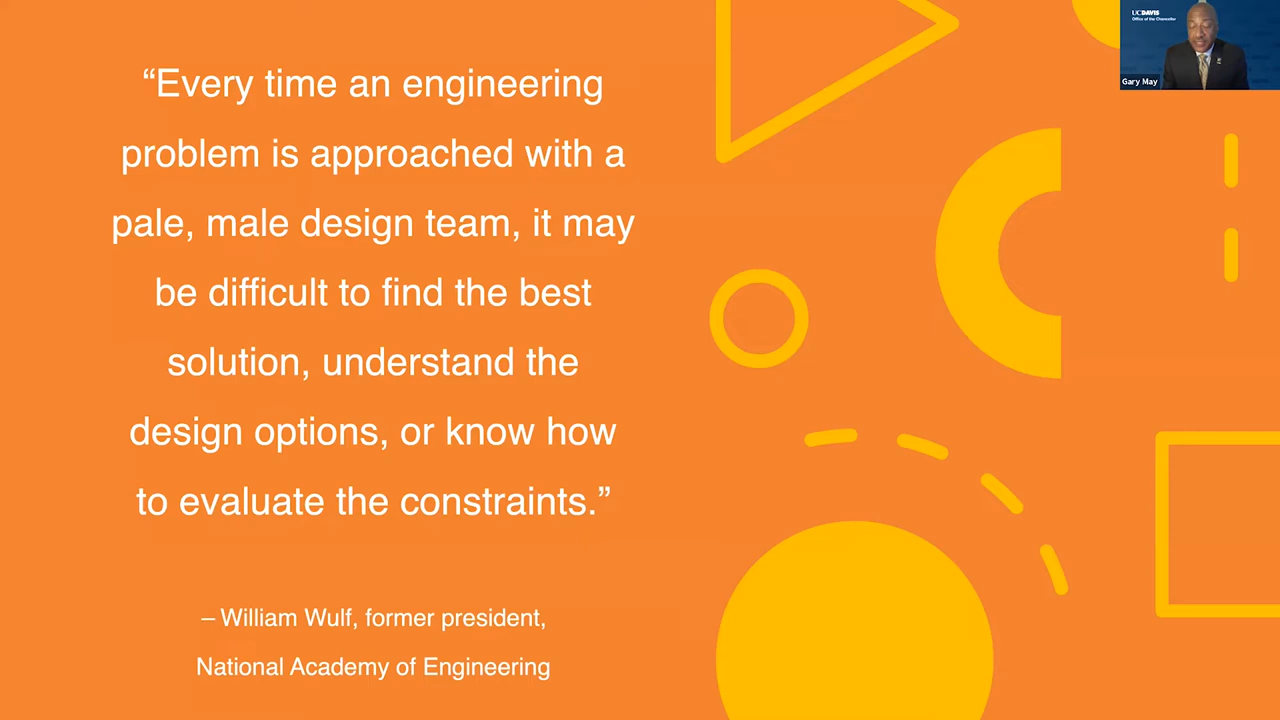 “Every time an engineering
problem is approached with a
pale, male design team, it may
be difficult to find the best
solution, understand the
design options, or know how
to evaluate the constraints.”
– William Wulf, former president,
National Academy of Engineering
UCDAVIS
Office of the Chancellor
Gary May